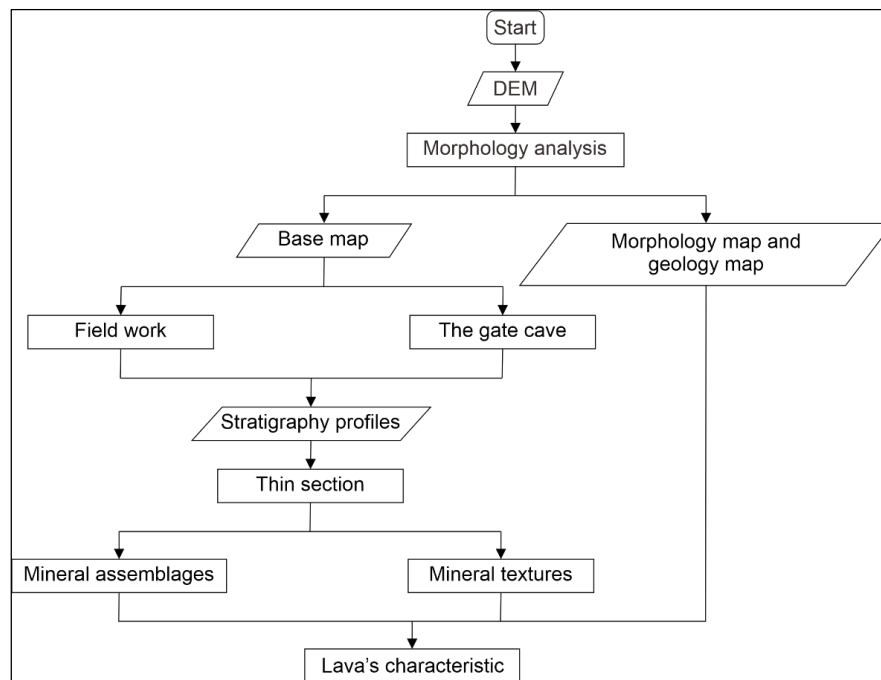 Start
DEM
Morphology analysis
Base map
Morphology map and
geology map
Field work
The gate cave
Stratigraphy profiles
Thin section
Mineral assemblages
Mineral textures
Lava's characteristic